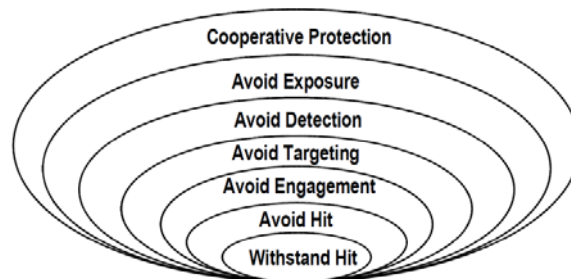 Cooperative Protection
Avoid Exposure
Avoid Detection
Avoid Targeting
Avoid Engagement
Avoid Hit
Withstand Hit